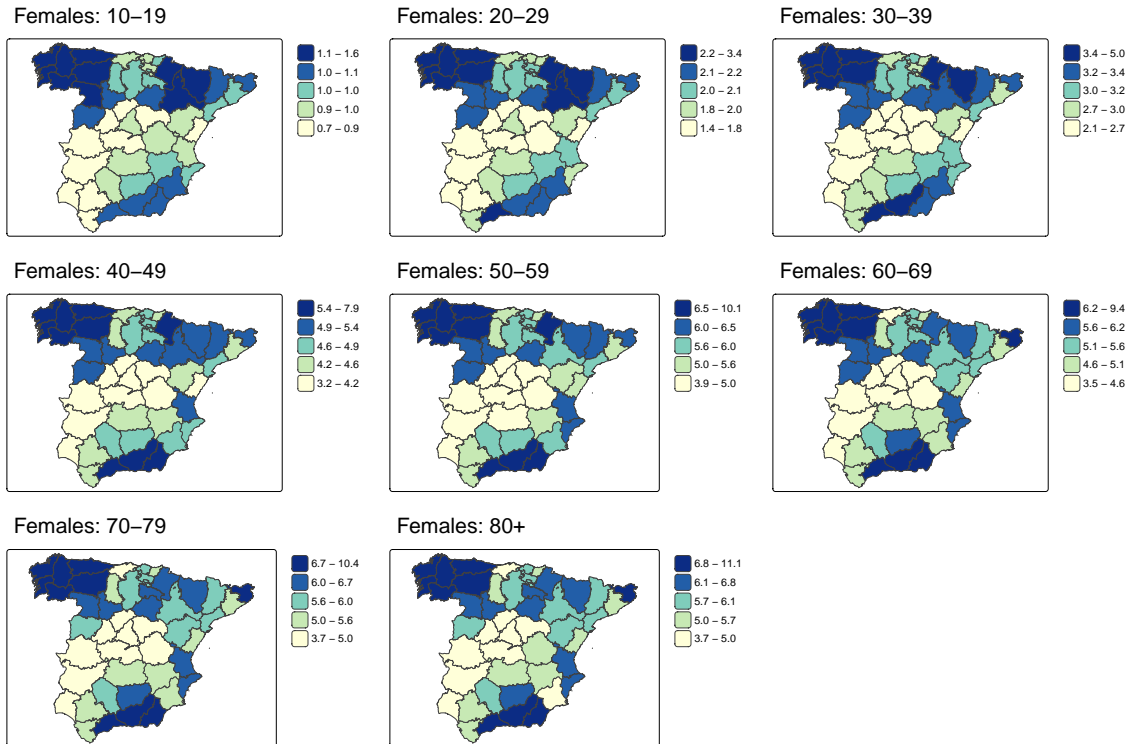 Females: 10–19
1.1 – 1.6
1.0 – 1.1
1.0 – 1.0
0.9 – 1.0
0.7 – 0.9
Females: 20–29
2.2 – 3.4
2.1 – 2.2
2.0 – 2.1
1.8 – 2.0
1.4 – 1.8
Females: 30–39
3.4 – 5.0
3.2 – 3.4
3.0 – 3.2
2.7 – 3.0
2.1 – 2.7
Females: 40–49
5.4 – 7.9
4.9 – 5.4
4.6 – 4.9
4.2 – 4.6
3.2 – 4.2
Females: 50–59
6.5 – 10.1
6.0 – 6.5
5.6 – 6.0
5.0 – 5.6
3.9 – 5.0
Females: 60–69
6.2 – 9.4
5.6 – 6.2
5.1 – 5.6
4.6 – 5.1
3.5 – 4.6
Females: 70–79
6.7 – 10.4
6.0 – 6.7
5.6 – 6.0
5.0 – 5.6
3.7 – 5.0
Females: 80+
6.8 – 11.1
6.1 – 6.8
5.7 – 6.1
5.0 – 5.7
3.7 – 5.0